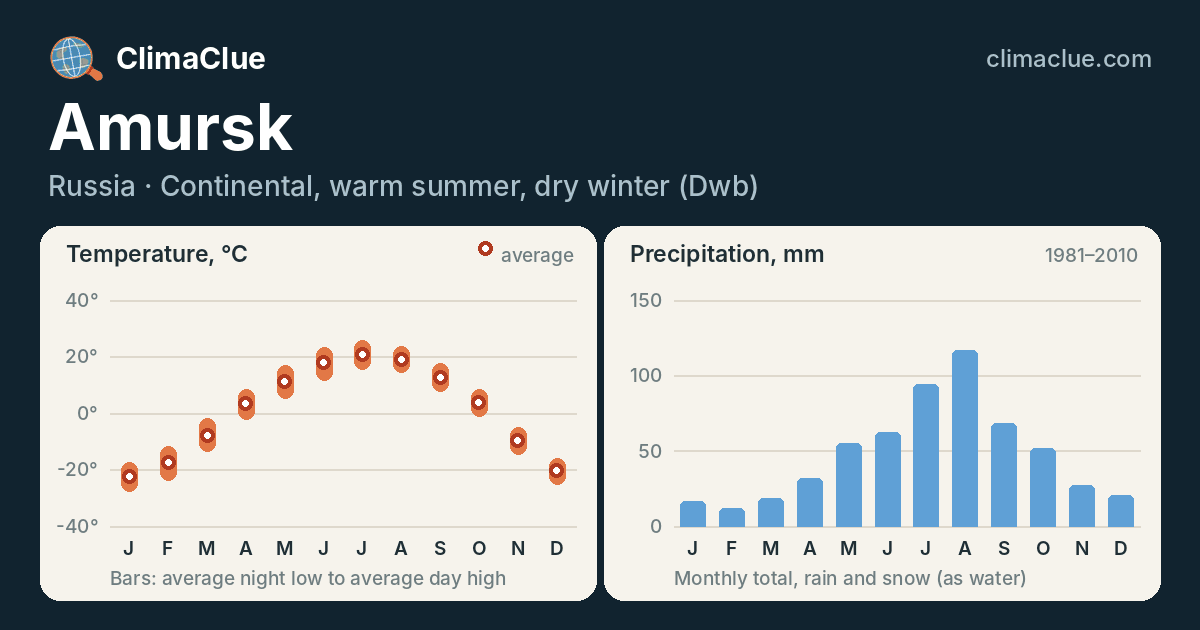 ClimaClue
climaclue.com
Amursk
Russia · Continental, warm summer, dry winter (Dwb)
Temperature, °C
average
40°
20°
0°
-20°
-40°
J F M A M J J A S O N D
Bars: average night low to average day high
Precipitation, mm
1981–2010
150
100
50
0
J F M A M J J A S O N D
Monthly total, rain and snow (as water)